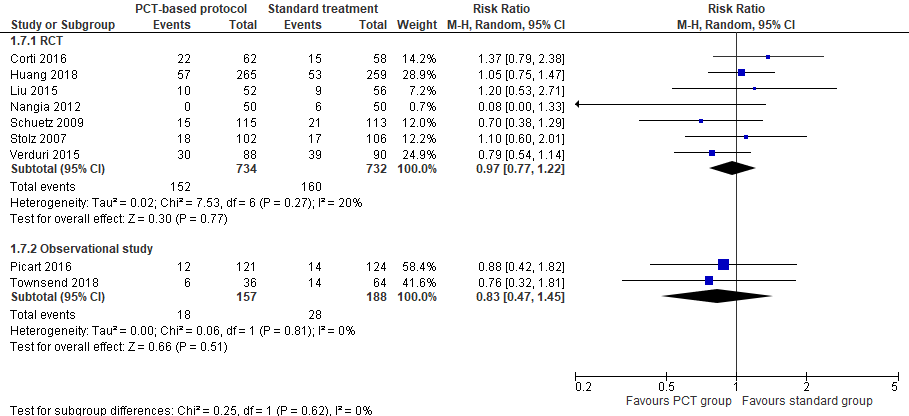 PCT-based protocol Standard treatment Risk Ratio Risk Ratio
Study or Subgroup Events Total Events Total Weight M-H, Random, 95% CI M-H, Random, 95% CI
1.7.1 RCT
Corti 2016 22 62 15 58 14.2% 1.37 [0.79, 2.38]
Huang 2018 57 265 53 259 28.9% 1.05 [0.75, 1.47]
Liu 2015 10 52 9 56 7.2% 1.20 [0.53, 2.71]
Nangia 2012 0 50 6 50 0.7% 0.08 [0.00, 1.33]
Schuetz 2009 15 115 21 113 12.0% 0.70 [0.38, 1.29]
Stolz 2007 18 102 17 106 12.2% 1.10 [0.60, 2.01]
Verduri 2015 30 88 39 90 24.9% 0.79 [0.54, 1.14]
Subtotal (95% CI) 734 732 100.0% 0.97 [0.77, 1.22]
Total events 152 160
Heterogeneity: Tau² = 0.02; Chi² = 7.53, df = 6 (P = 0.27); I² = 20%
Test for overall effect: Z = 0.30 (P = 0.77)
1.7.2 Observational study
Picart 2016 12 121 14 124 58.4% 0.88 [0.42, 1.82]
Townsend 2018 6 36 14 64 41.6% 0.76 [0.32, 1.81]
Subtotal (95% CI) 157 188 100.0% 0.83 [0.47, 1.45]
Total events 18 28
Heterogeneity: Tau² = 0.00; Chi² = 0.06, df = 1 (P = 0.81); I² = 0%
Test for overall effect: Z = 0.66 (P = 0.51)
0.2 0.5 1 2 5
Favours PCT group Favours standard group
Test for subgroup differences: Chi² = 0.25, df = 1 (P = 0.62), I² = 0%